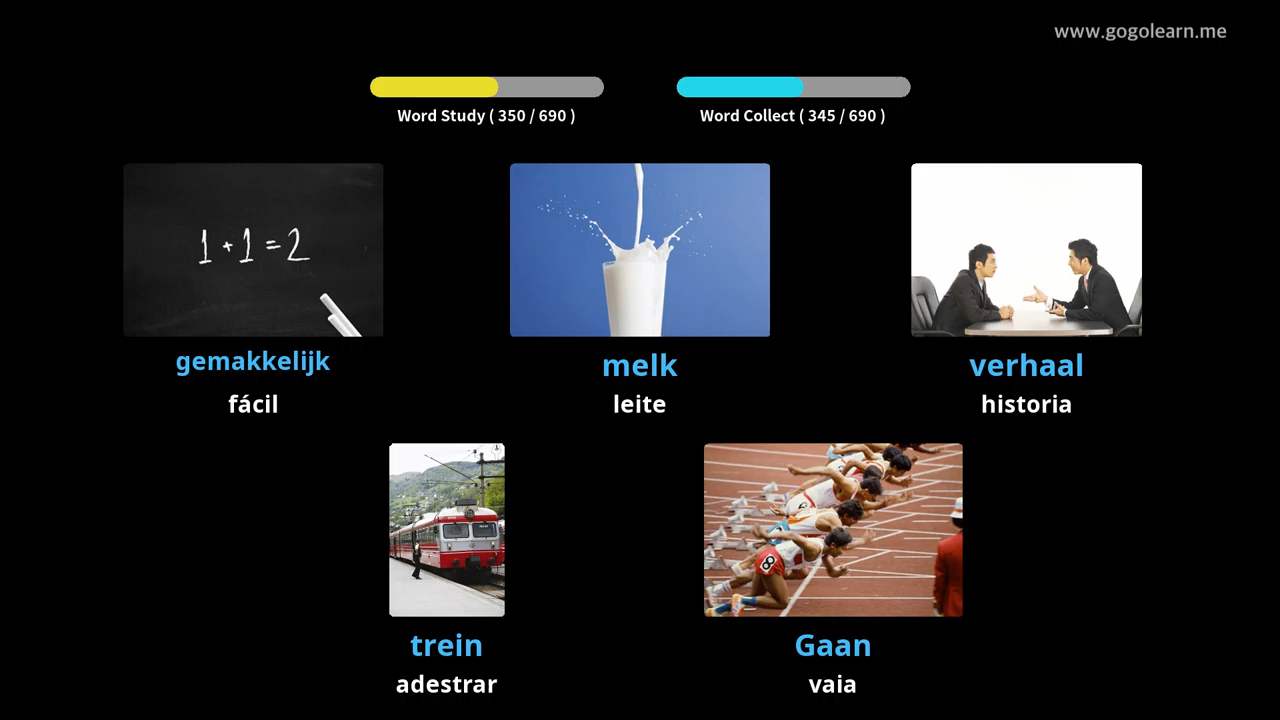 www.gogolearn.me
Word Study ( 350 / 690 )
Word Collect ( 345 / 690 )
1 + 1 = 2
gemakkelijk
fácil
melk
leite
verhaal
historia
8
trein
adestrar
Gaan
vaia